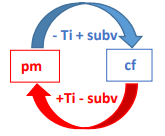 - Ti + subv
pm
cf
+Ti - subv